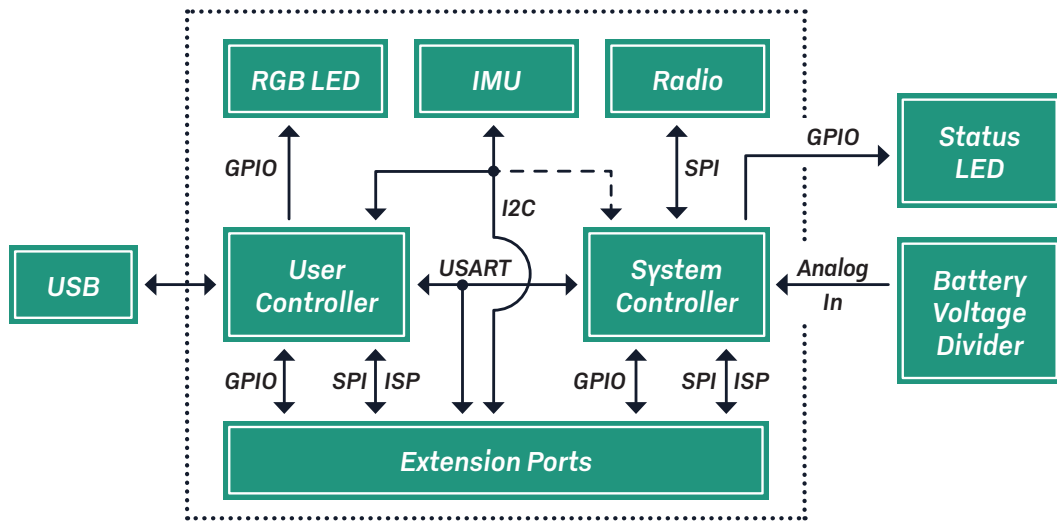 RGB LED
IMU
Radio
GPIO
Status
LED
GPIO
SPI
I2C
USB
User
Controller
USART
System
Controller
Analog
In
Battery
Voltage
Divider
GPIO
SPI
ISP
GPIO
SPI
ISP
Extension Ports